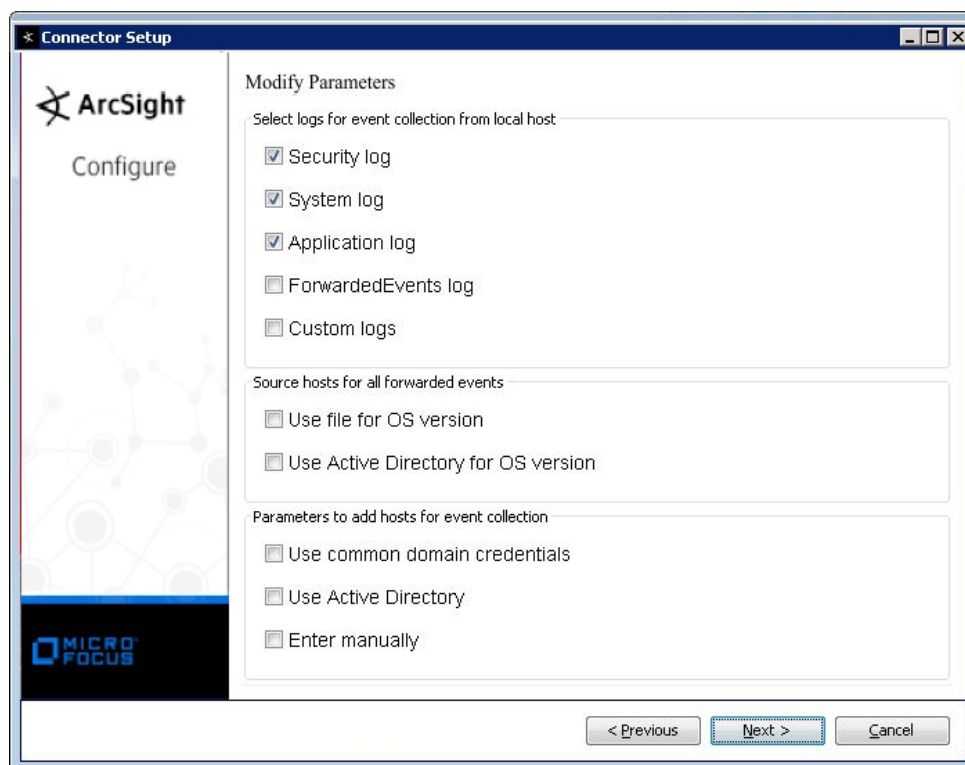 Connector Setup
ArcSight
Configure
Modify Parameters
Select logs for event collection from local host
Security log
System log
Application log
ForwardedEvents log
Custom logs
Source hosts for all forwarded events
Use file for OS version
Use Active Directory for OS version
Parameters to add hosts for event collection
Use common domain credentials
Use Active Directory
Enter manually
MICRO
FOCUS
< Previous
Next >
Cancel